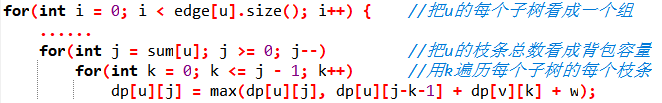 for(int i = 0; i < edge[u].size(); i++) { //把u的每个子树看成一个组
......
for(int j = sum[u]; j >= 0; j--) //把u的枝条总数看成背包容量
for(int k = 0; k <= j - 1; k++) //用k遍历每个子树的每个枝条
dp[u][j] = max(dp[u][j], dp[u][j-k-1] + dp[v][k] + w);